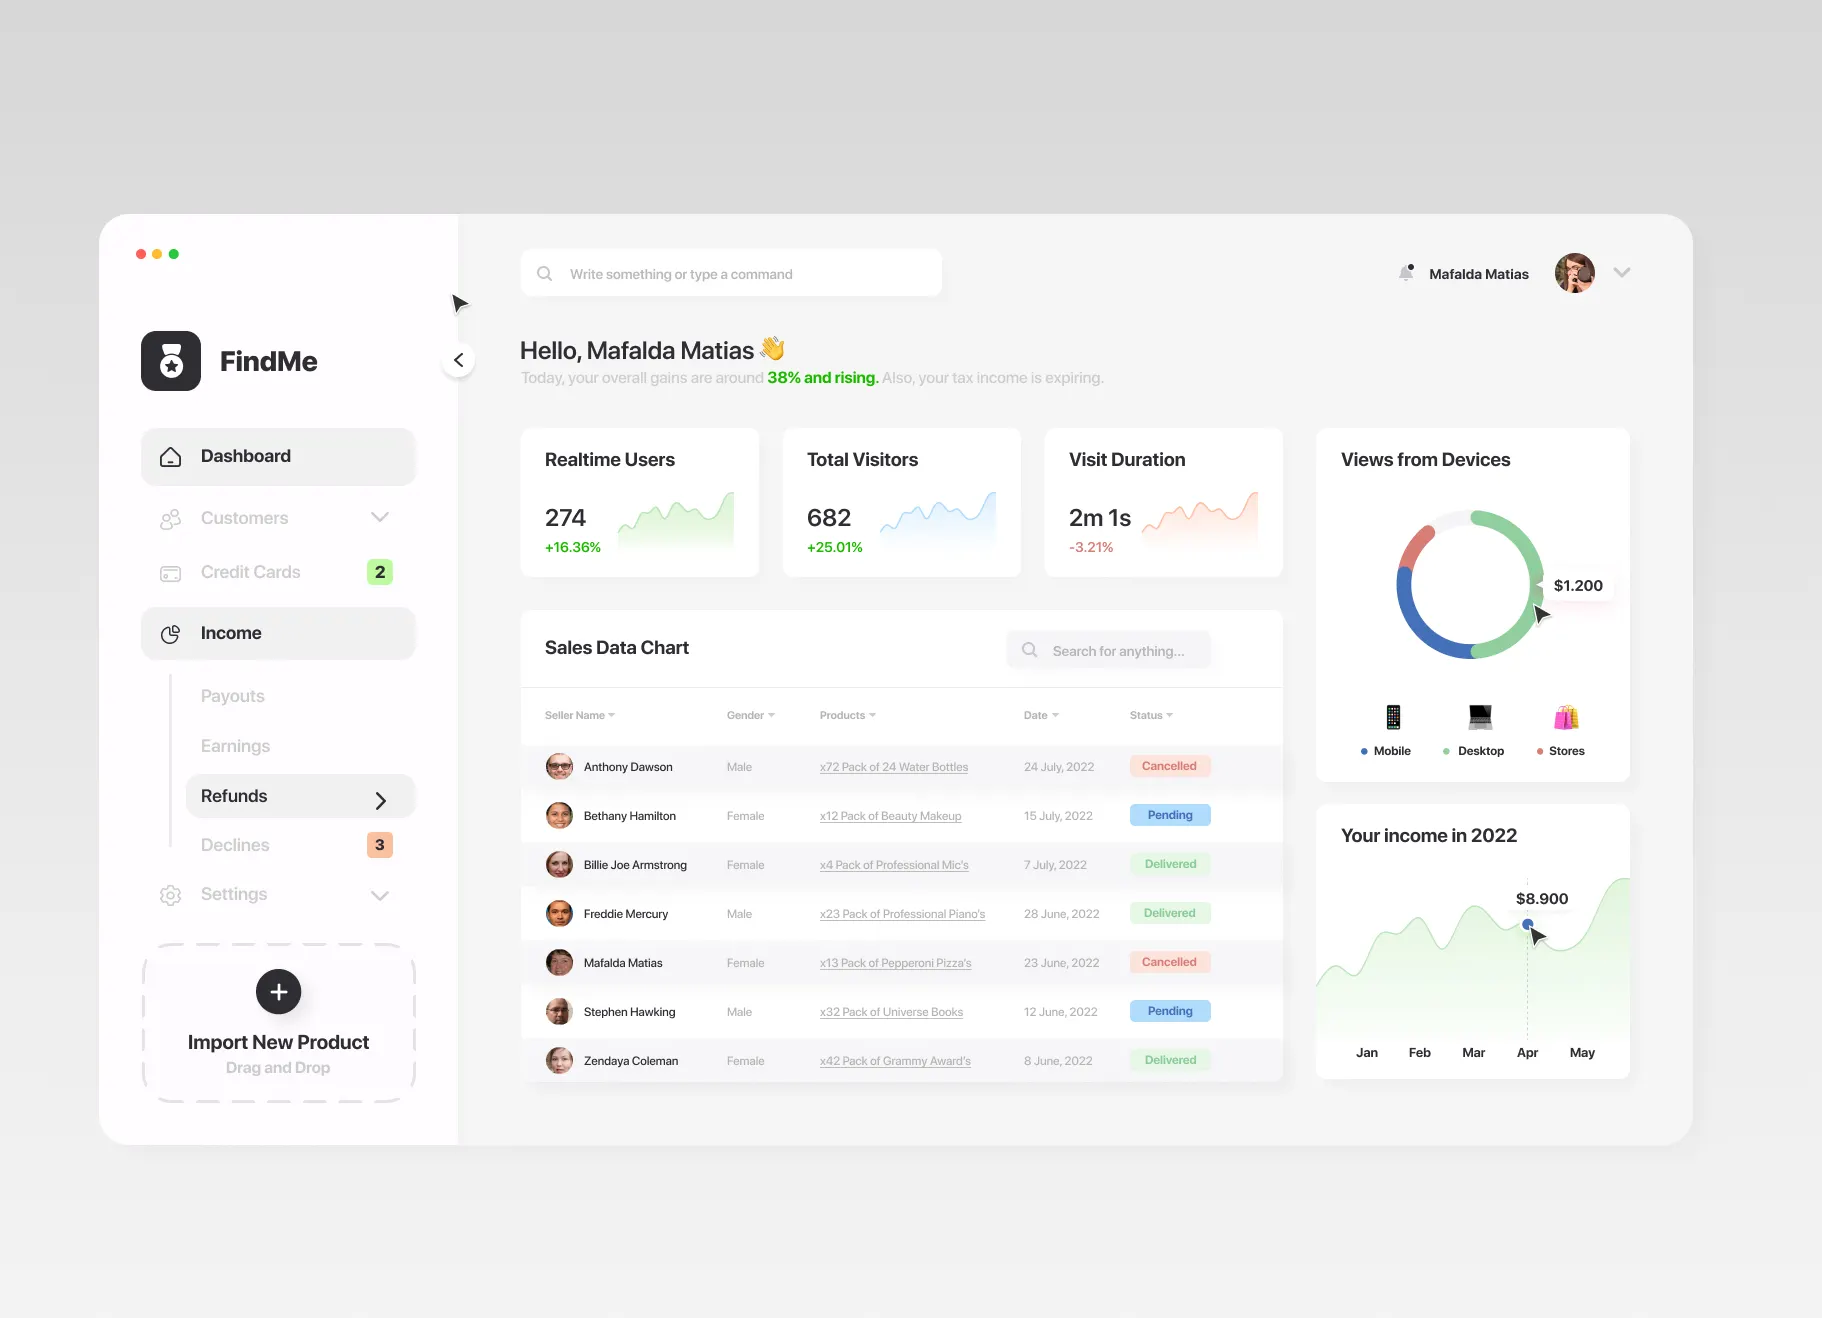 FindMe
Dashboard
Customers
Credit Cards 2
Income
Payouts
Earnings
Refunds
Declines 3
Settings
Import New Product
Drag and Drop
Write something or type a command
Mafalda Matias
Hello, Mafalda Matias 👋
Today, your overall gains are around 38% and rising. Also, your tax income is expiring.
Realtime Users
274
+16.36%
Total Visitors
682
+25.01%
Visit Duration
2m 1s
-3.21%
Sales Data Chart
Search for anything...
Seller Name Gender Products Date Status
Anthony Dawson Male x72 Pack of 24 Water Bottles 24 July, 2022 Cancelled
Bethany Hamilton Female x12 Pack of Beauty Makeup 15 July, 2022 Pending
Billie Joe Armstrong Female x4 Pack of Professional Mic's 7 July, 2022 Delivered
Freddie Mercury Male x23 Pack of Professional Piano's 28 June, 2022 Delivered
Mafalda Matias Female x13 Pack of Pepperoni Pizza's 23 June, 2022 Cancelled
Stephen Hawking Male x32 Pack of Universe Books 12 June, 2022 Pending
Zendaya Coleman Female x42 Pack of Grammy Award's 8 June, 2022 Delivered
Views from Devices
$1.200
Mobile Desktop Stores
Your income in 2022
$8.900
Jan Feb Mar Apr May